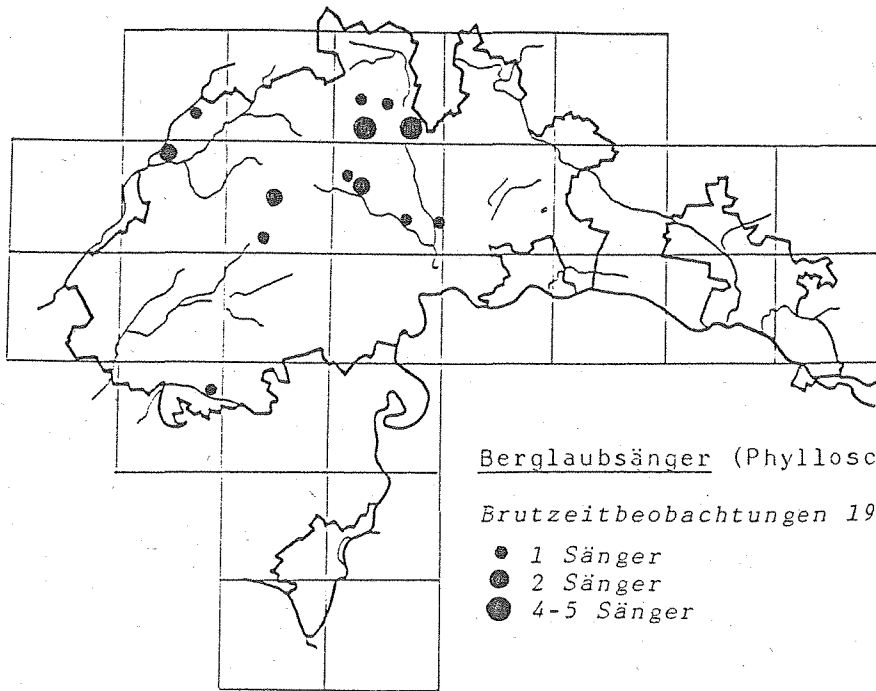 Berglaubsänger (Phyllosc
Brutzeitbeobachtungen 19
1 Sänger
2 Sänger
4-5 Sänger